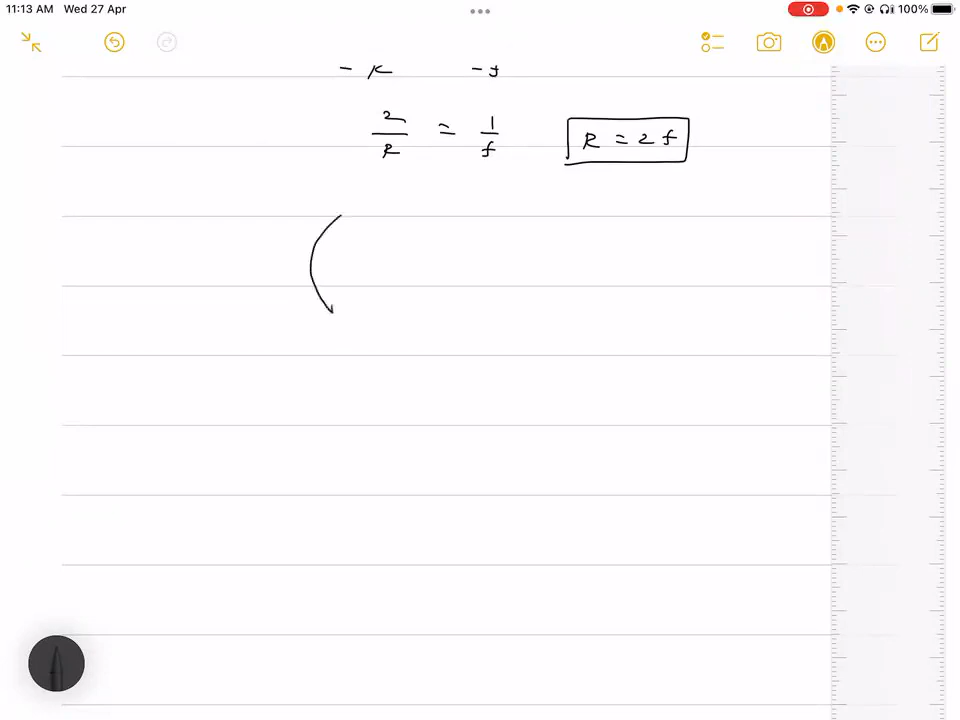 11:13 AM Wed 27 Apr 100%
2/R = 1/f R = 2f